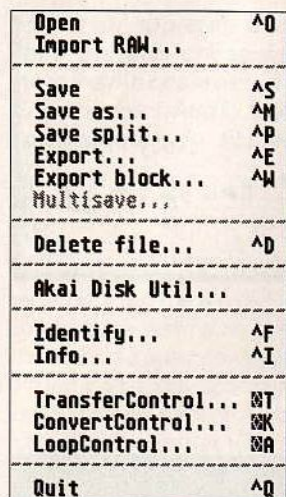 Open ^O
Import RAW...
Save ^S
Save as... ^M
Save split... ^P
Export... ^E
Export block... ^W
Multisave...
Delete file... ^D
Akai Disk Util...
Identify... ^F
Info... ^I
TransferControl... T
ConvertControl... K
LoopControl... A
Quit ^Q